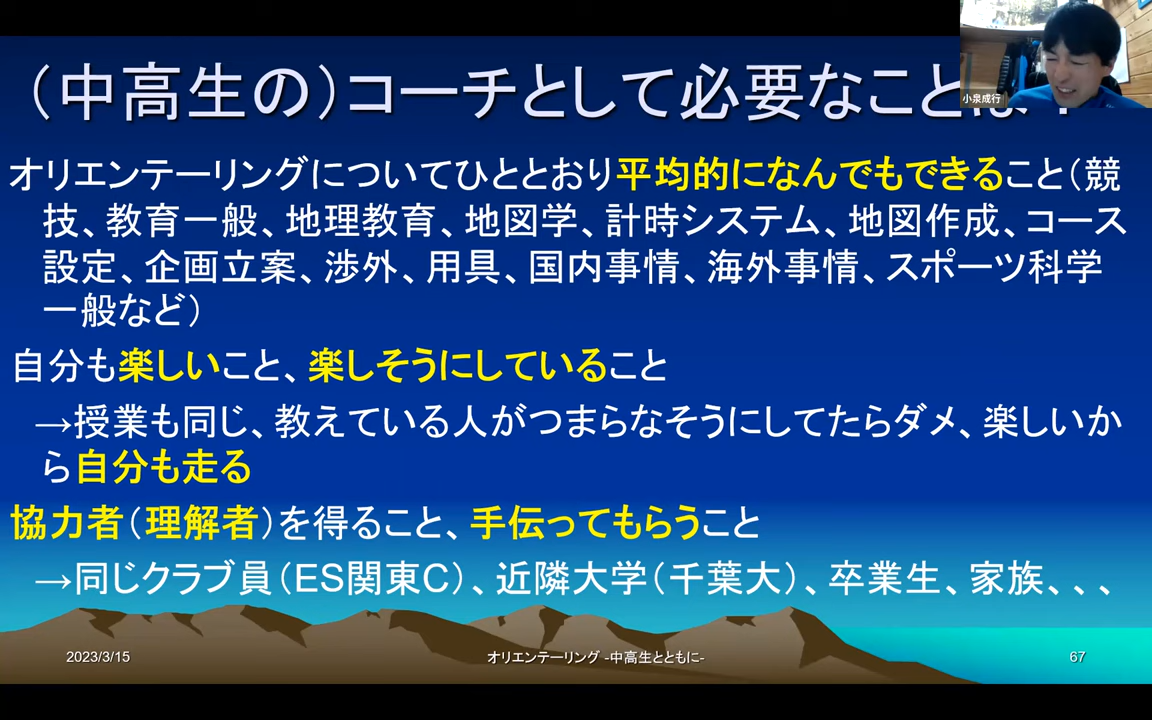 （中高生の）コーチとして必要なことは？
小泉成行
オリエンテーリングについてひととおり平均的になんでもできること（競
技、教育一般、地理教育、地図学、計時システム、地図作成、コース
設定、企画立案、渉外、用具、国内事情、海外事情、スポーツ科学
一般など）
自分も楽しいこと、楽しそうにしていること
→授業も同じ、教えている人がつまらなそうにしてたらダメ、楽しいか
ら自分も走る
協力者（理解者）を得ること、手伝ってもらうこと
→同じクラブ員（ES関東C）、近隣大学（千葉大）、卒業生、家族、、、
2023/3/15
オリエンテーリング -中高生とともに-
67